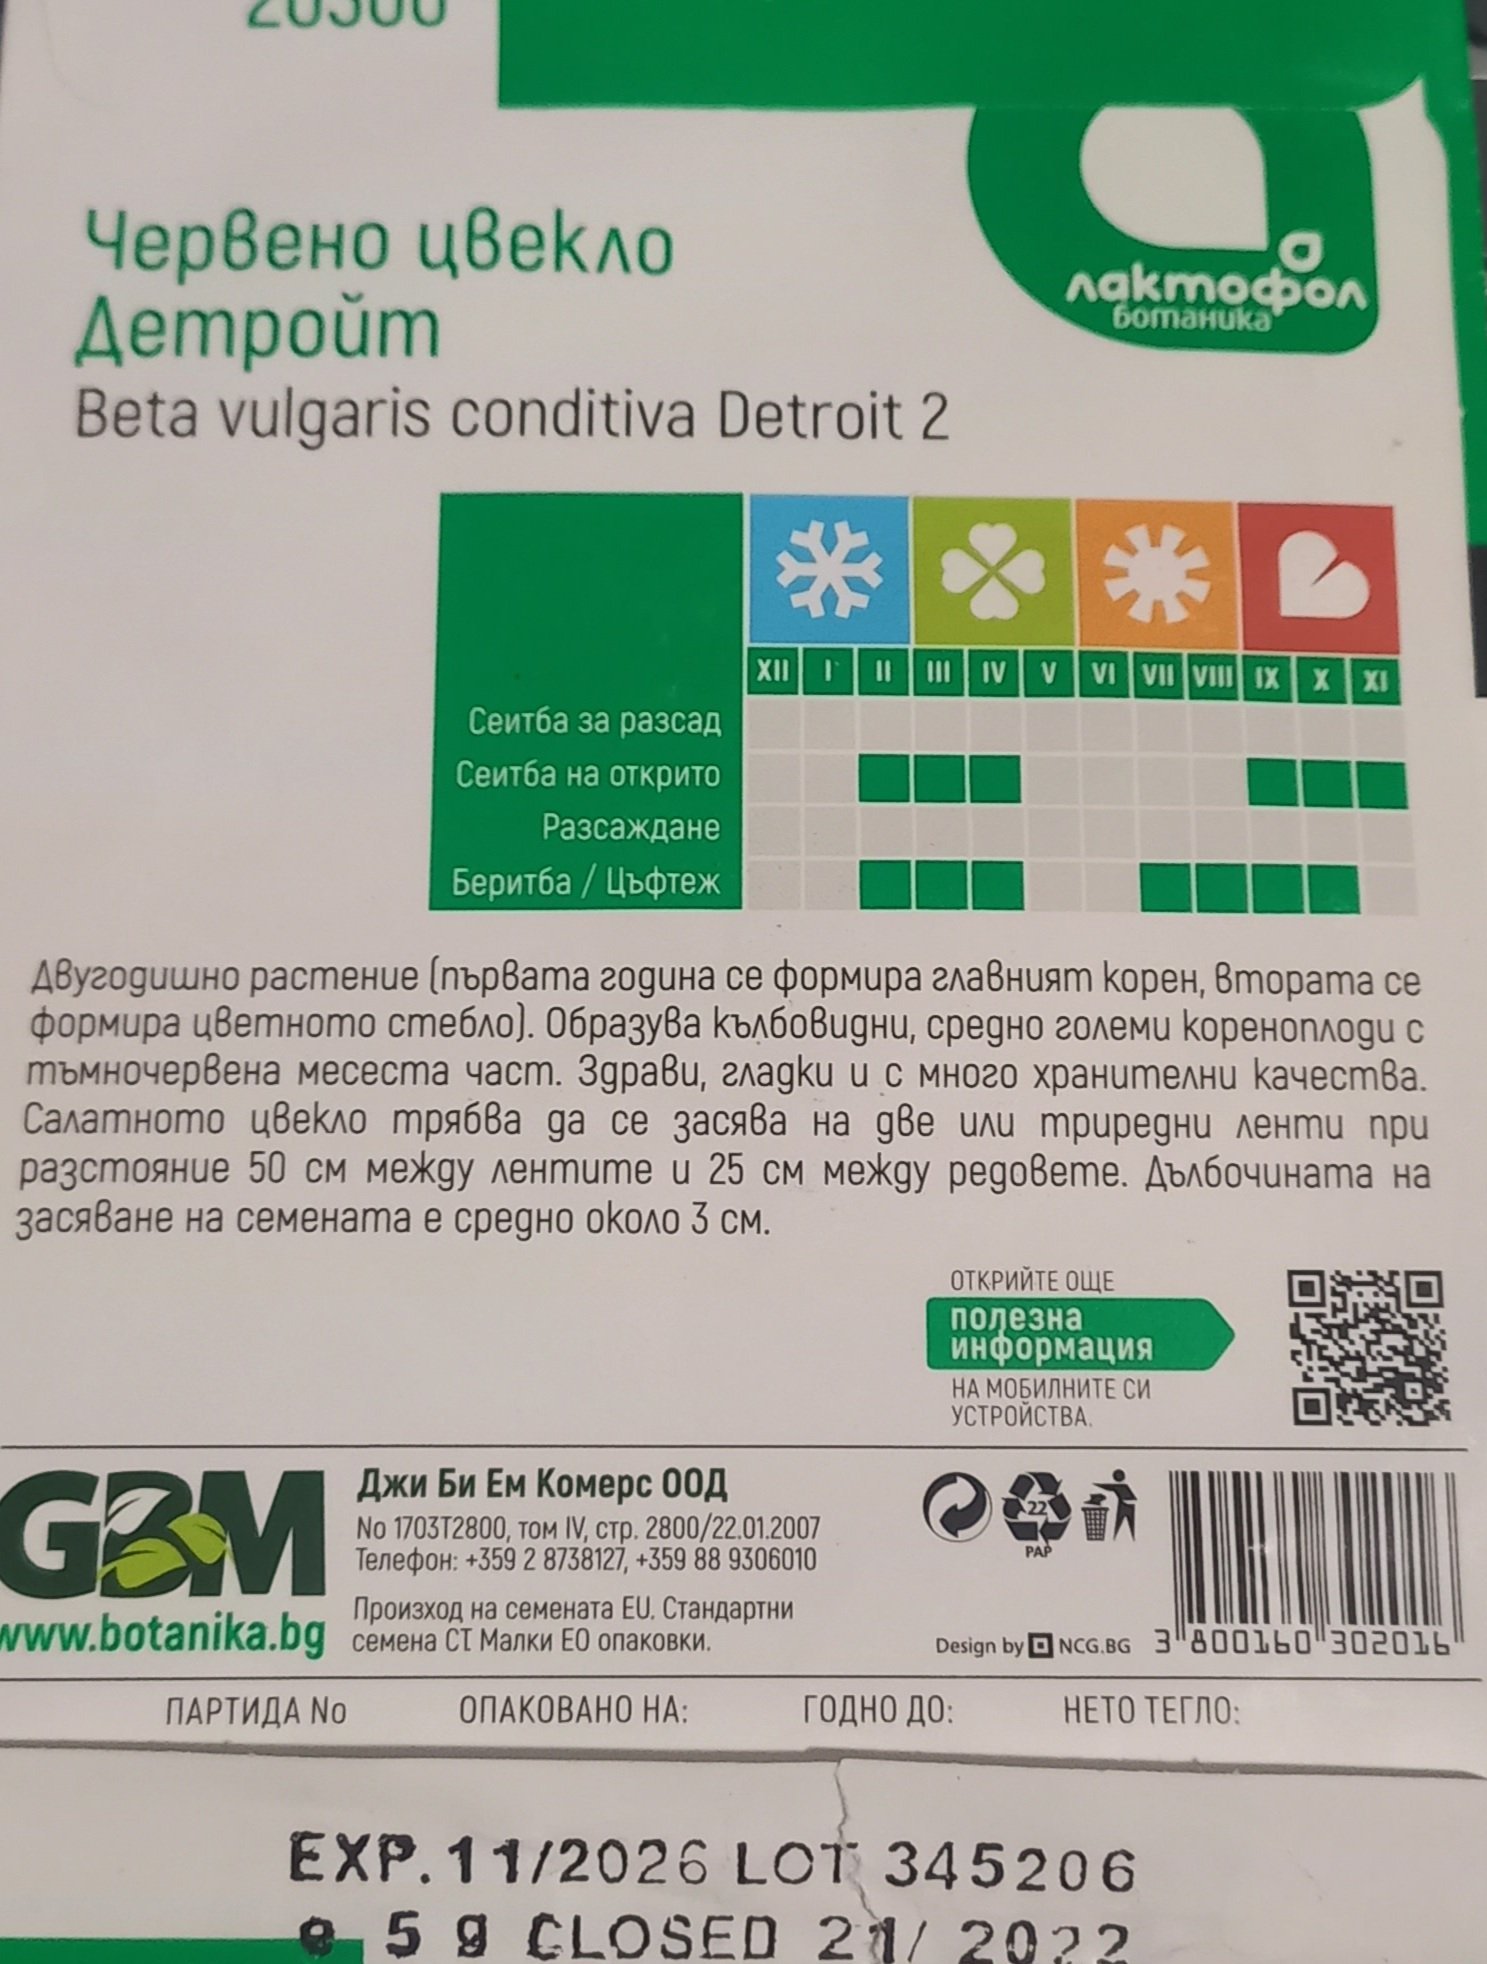 Червено цвекло
Детройт
Beta vulgaris conditiva Detroit 2
лактофол
ботаника
XII I II III IV V VI VII VIII IX X XI
Сеитба за разсад
Сеитба на открито
Разсаждане
Беритба / Цъфтеж
Двугодишно растение (първата година се формира главният корен, втората се
формира цветното стебло). Образува кълбовидни, средно големи кореноплоди с
тъмночервена месеста част. Здрави, гладки и с много хранителни качества.
Салатното цвекло трябва да се засява на две или триредни ленти при
разстояние 50 см между лентите и 25 см между редовете. Дълбочината на
засяване на семената е средно около 3 см.
ОТКРИЙТЕ ОЩЕ
полезна
информация
НА МОБИЛНИТЕ СИ
УСТРОЙСТВА.
GBM
www.botanika.bg
Джи Би Ем Комерс ООД
No 1703Т2800, том IV, стр. 2800/22.01.2007
Телефон: +359 2 8738127, +359 88 9306010
Произход на семената EU. Стандартни
семена СТ Малки ЕО опаковки.
22
PAP
Design by NCG.BG
3 800160 302016
ПАРТИДА No ОПАКОВАНО НА: ГОДНО ДО: НЕТО ТЕГЛО:
EXP. 11/2026 LOT 345206
e 5 g CLOSED 21/ 2022